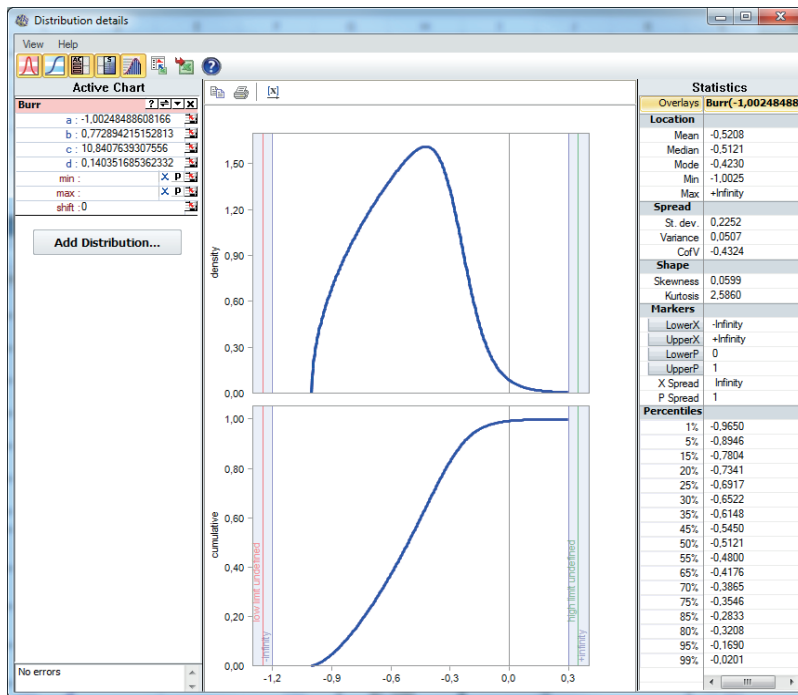 Distribution details
View Help
Active Chart
Burr ?
a : -1,00248488608166
b : 0,772894215152813
c : 10,8407639307556
d : 0,140351685362332
min : X P
max : X P
shift : 0
Add Distribution...
No errors
[x]
1,50
1,20
0,90
0,60
0,30
0,00
density
1,00
0,80
0,60
0,40
0,20
0,00
cumulative
low limit undefined
-Infinity
high limit undefined
+Infinity
-1,2 -0,9 -0,6 -0,3 0,0 0,3
Statistics
Overlays Burr(-1,00248488
Location
Mean -0,5208
Median -0,5121
Mode -0,4230
Min -1,0025
Max +Infinity
Spread
St. dev. 0,2252
Variance 0,0507
CofV -0,4324
Shape
Skewness 0,0599
Kurtosis 2,5860
Markers
LowerX -Infinity
UpperX +Infinity
LowerP 0
UpperP 1
X Spread Infinity
P Spread 1
Percentiles
1% -0,9650
5% -0,8946
15% -0,7804
20% -0,7341
25% -0,6917
30% -0,6522
35% -0,6148
45% -0,5450
50% -0,5121
55% -0,4800
65% -0,4176
70% -0,3865
75% -0,3546
85% -0,2833
80% -0,3208
95% -0,1690
99% -0,0201